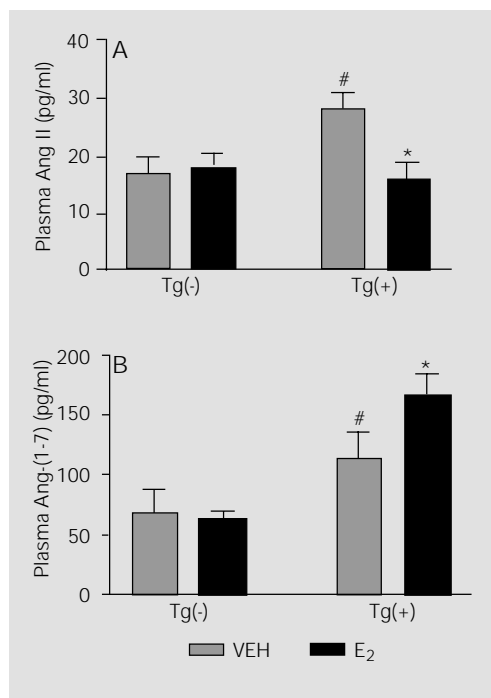 A
Plasma Ang II (pg/ml)
40
30
20
10
0
#
*
Tg(-)
Tg(+)
B
Plasma Ang-(1-7) (pg/ml)
200
150
100
50
0
#
*
Tg(-)
Tg(+)
VEH
E2